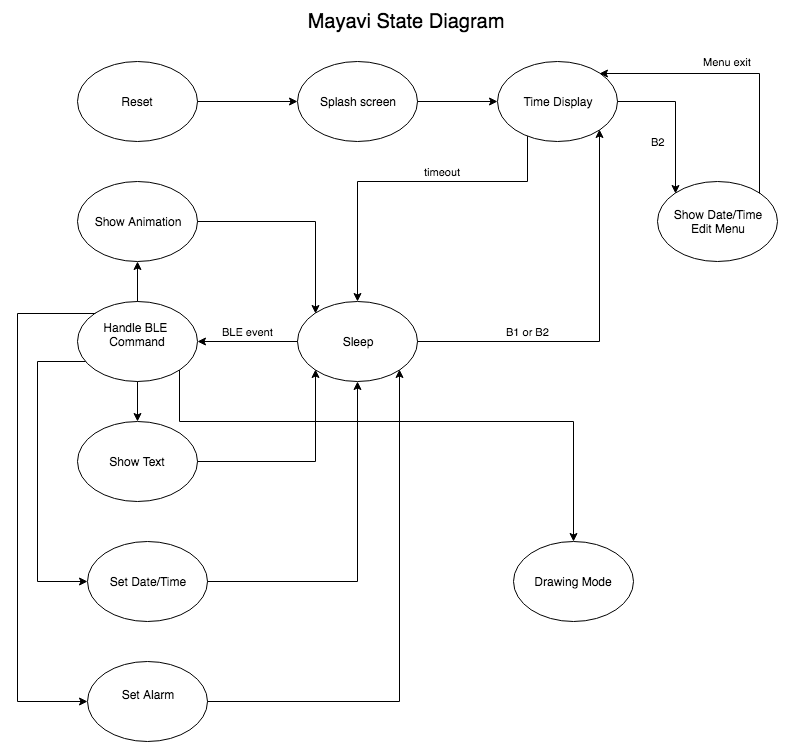 Mayavi State Diagram
Menu exit
Reset
Splash screen
Time Display
B2
timeout
Show Animation
Show Date/Time
Edit Menu
Handle BLE
Command
BLE event
Sleep
B1 or B2
Show Text
Set Date/Time
Drawing Mode
Set Alarm